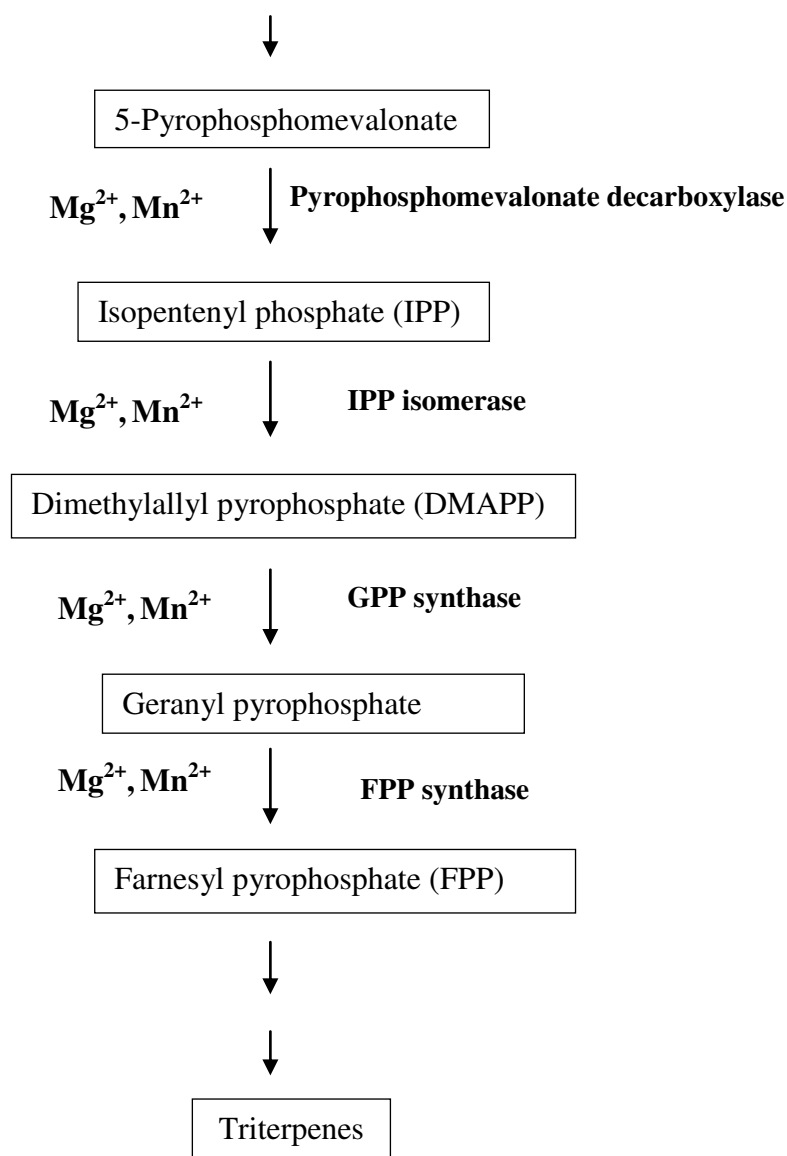 5-Pyrophosphomevalonate
Mg²⁺, Mn²⁺ Pyrophosphomevalonate decarboxylase
Isopentenyl phosphate (IPP)
Mg²⁺, Mn²⁺ IPP isomerase
Dimethylallyl pyrophosphate (DMAPP)
Mg²⁺, Mn²⁺ GPP synthase
Geranyl pyrophosphate
Mg²⁺, Mn²⁺ FPP synthase
Farnesyl pyrophosphate (FPP)
Triterpenes